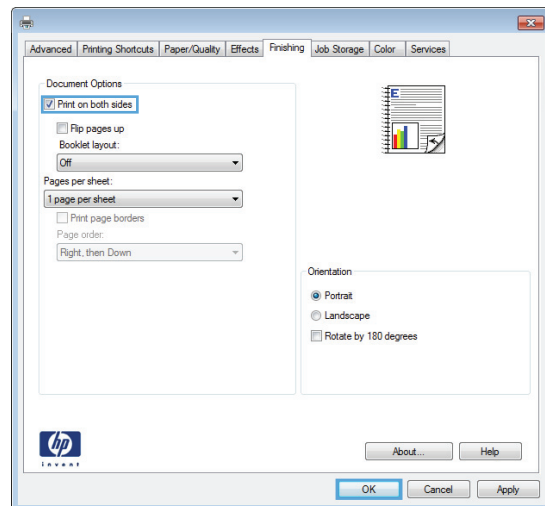 Advanced Printing Shortcuts Paper/Quality Effects Finishing Job Storage Color Services
Document Options
Print on both sides
Flip pages up
Booklet layout:
Off
Pages per sheet:
1 page per sheet
Print page borders
Page order:
Right, then Down
E
Orientation
Portrait
Landscape
Rotate by 180 degrees
hp
invent
About... Help
OK Cancel Apply